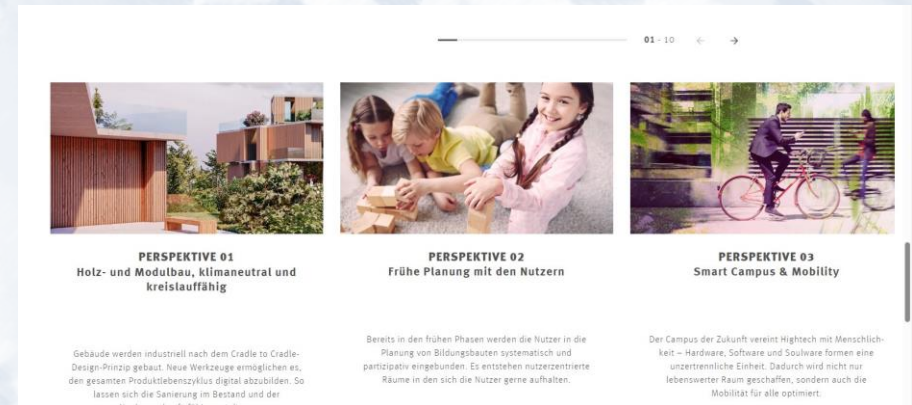 01 - 10
PERSPEKTIVE 01
Holz- und Modulbau, klimaneutral und
kreislauffähig
Gebäude werden industriell nach dem Cradle to Cradle-
Design-Prinzip gebaut. Neue Werkzeuge ermöglichen es,
den gesamten Produktlebenszyklus digital abzubilden. So
lassen sich die Sanierung im Bestand und der
PERSPEKTIVE 02
Frühe Planung mit den Nutzern
Bereits in den frühen Phasen werden die Nutzer in die
Planung von Bildungsbauten systematisch und
partizipativ eingebunden. Es entstehen nutzerzentrierte
Räume in den sich die Nutzer gerne aufhalten.
PERSPEKTIVE 03
Smart Campus & Mobility
Der Campus der Zukunft vereint Hightech mit Menschlich-
keit – Hardware, Software und Soulware formen eine
unzertrennliche Einheit. Dadurch wird nicht nur
lebenswerter Raum geschaffen, sondern auch die
Mobilität für alle optimiert.